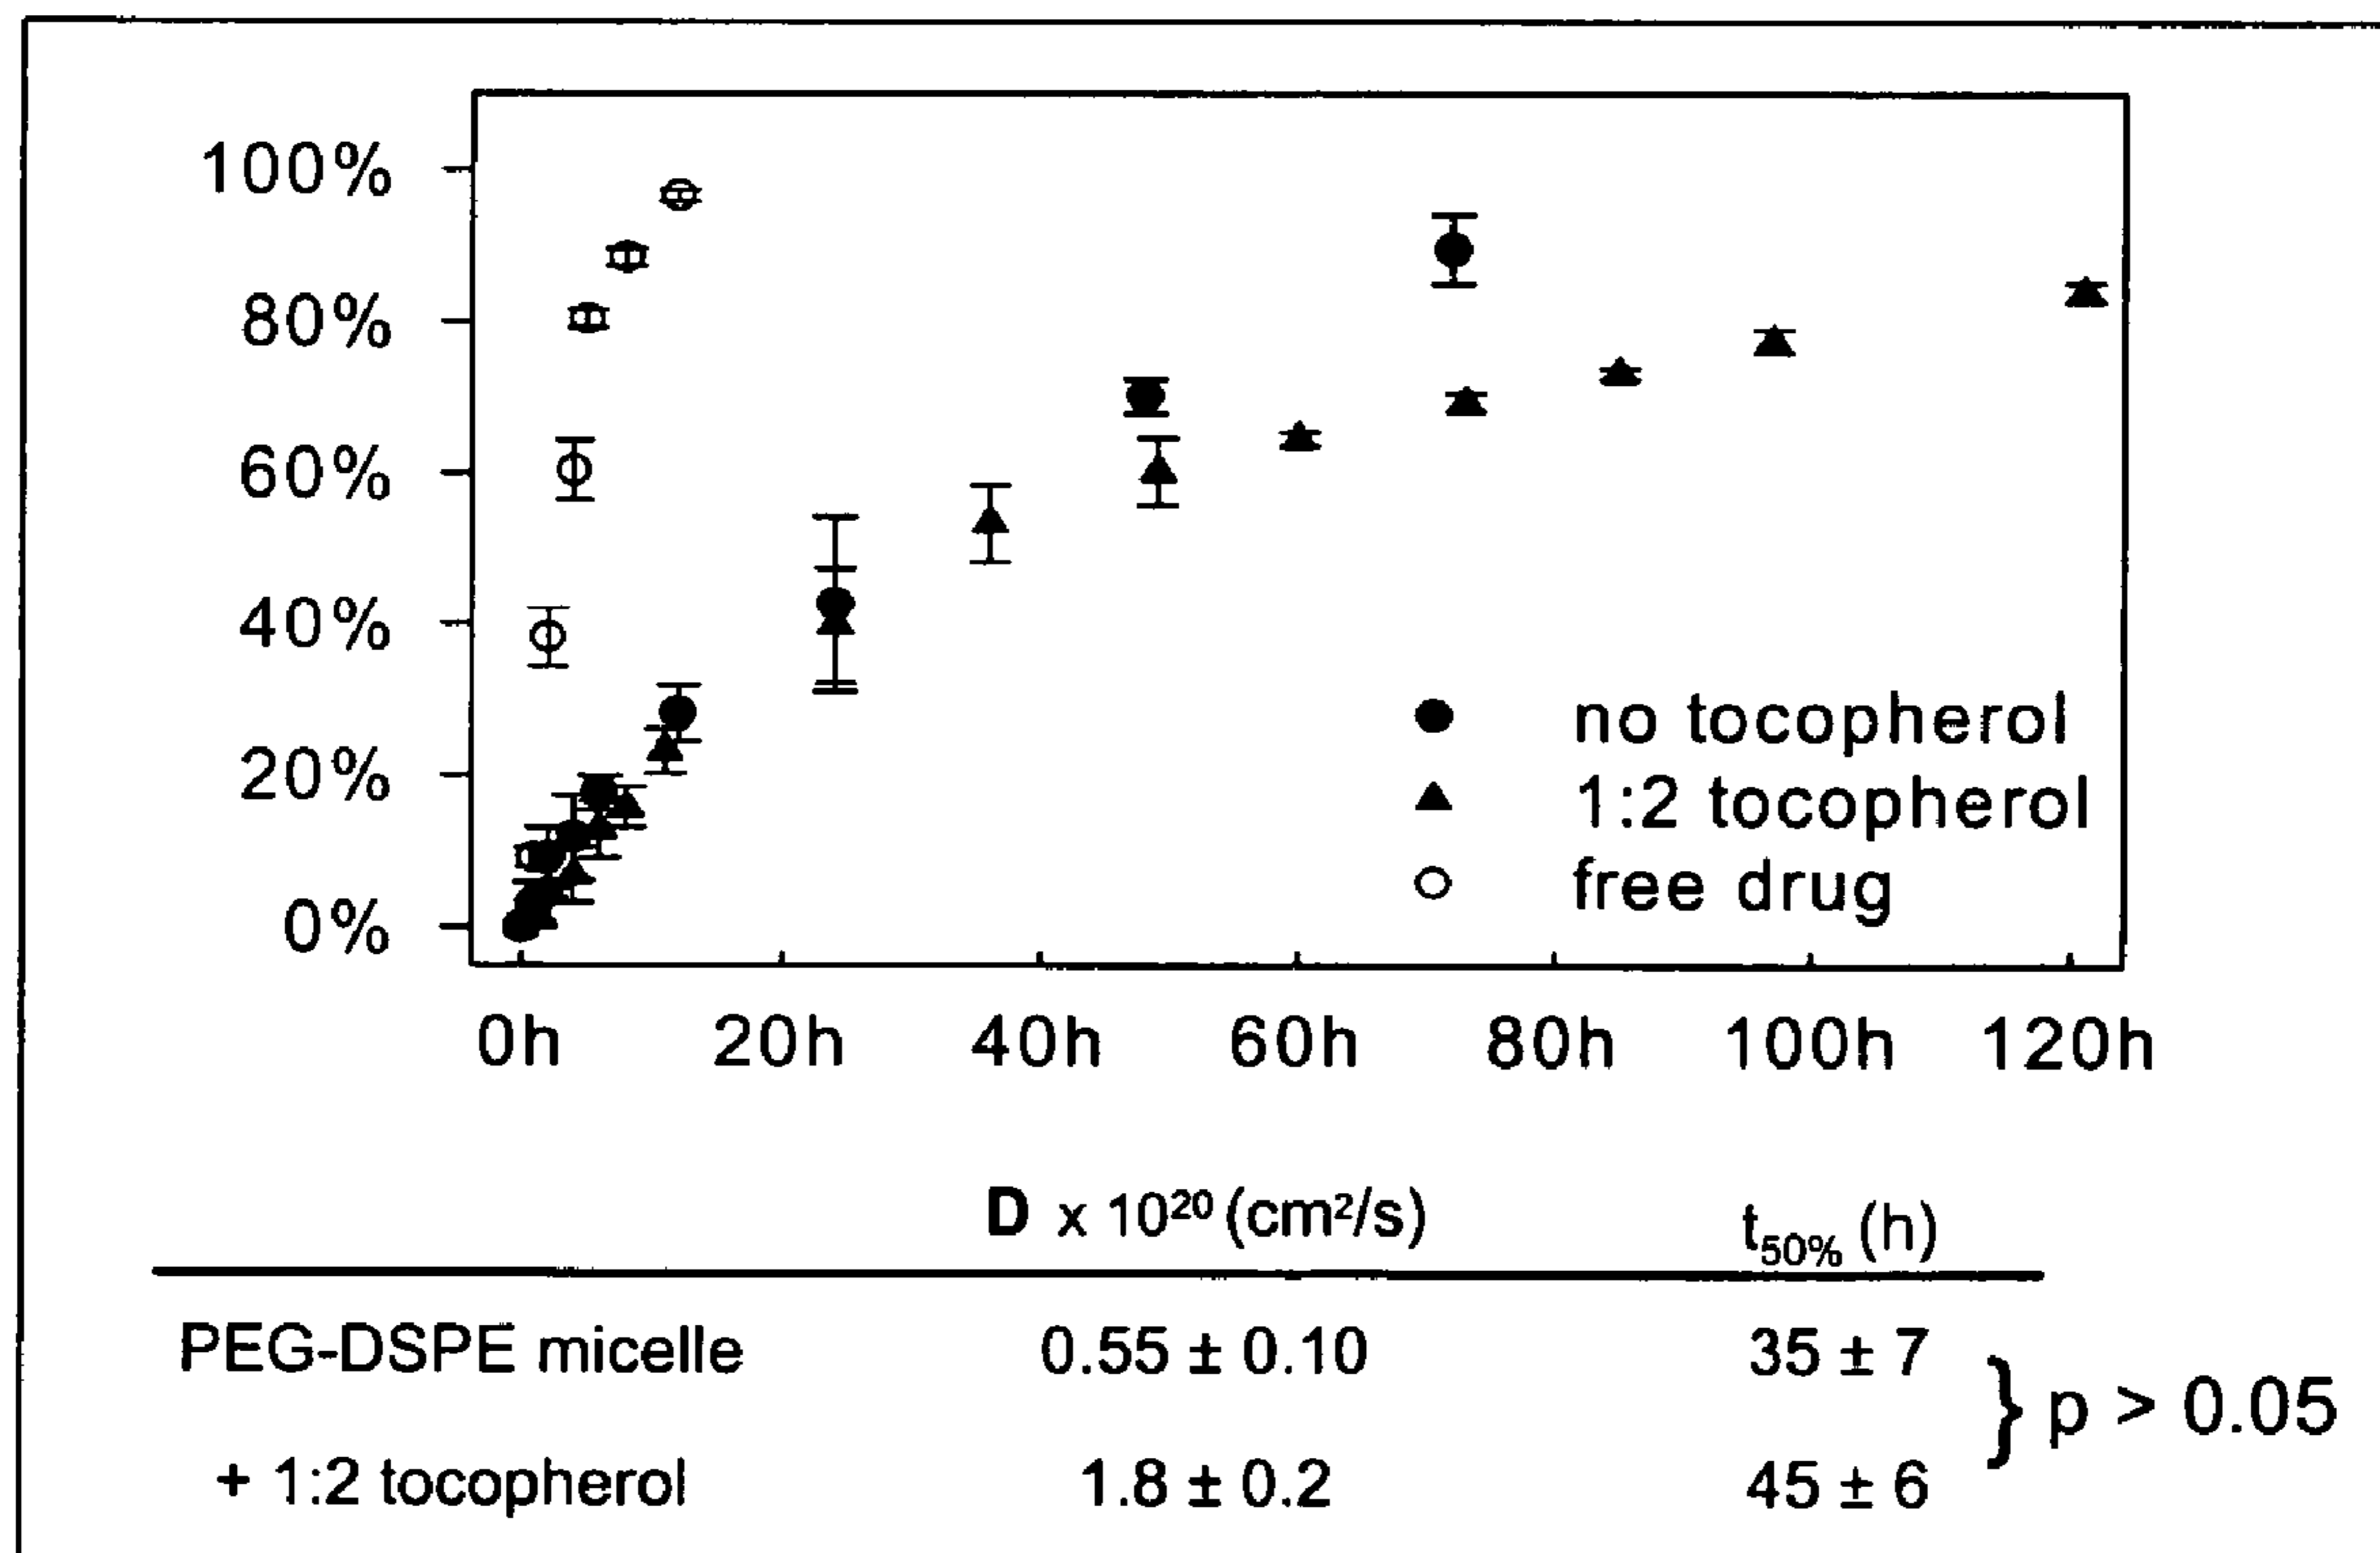 100%
80%
60%
40%
20%
0%
no tocopherol
1:2 tocopherol
free drug
0h 20h 40h 60h 80h 100h 120h
D x 10²⁰ (cm²/s) t₅₀% (h)
PEG-DSPE micelle 0.55 ± 0.10 35 ± 7
} p > 0.05
+ 1:2 tocopherol 1.8 ± 0.2 45 ± 6